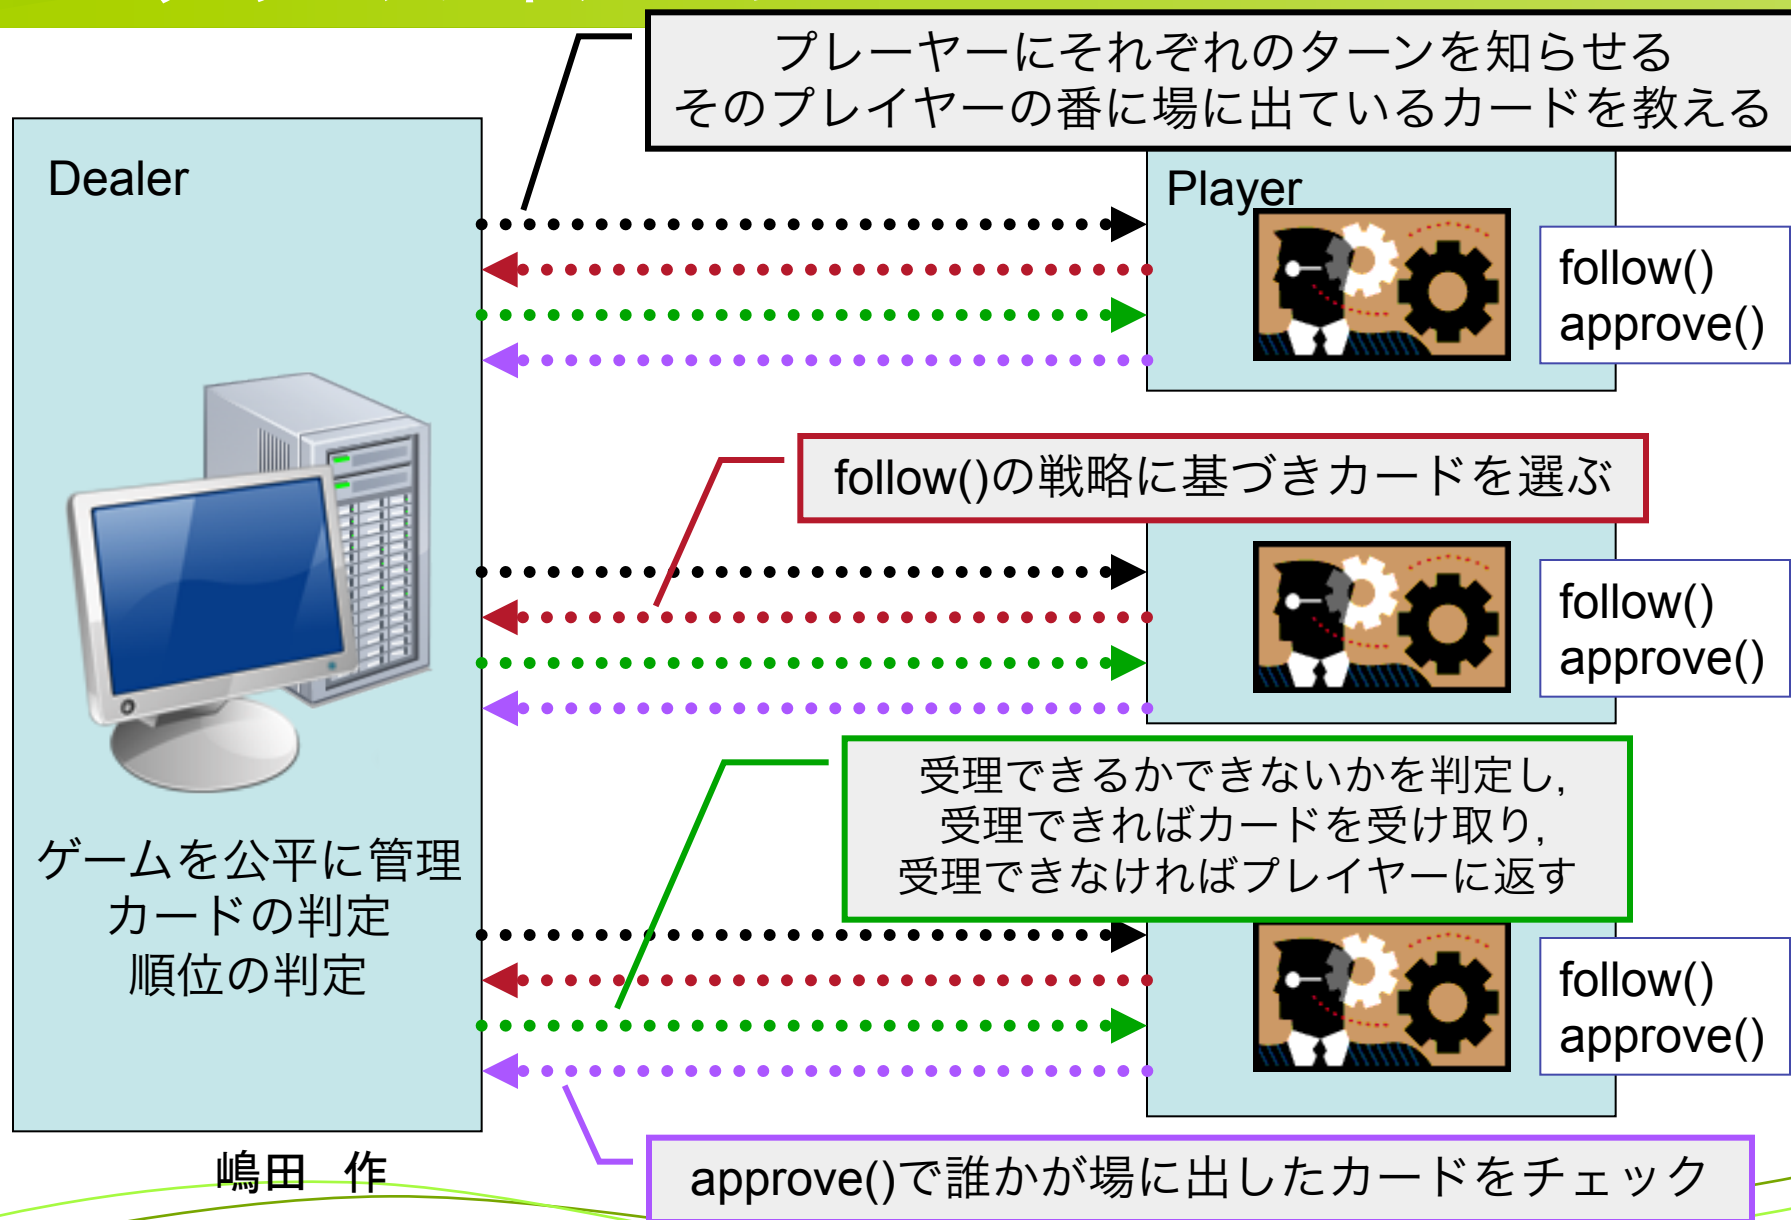 プレーヤーにそれぞれのターンを知らせる
そのプレイヤーの番に場に出ているカードを教える
Dealer
Player
follow()
approve()
follow()の戦略に基づきカードを選ぶ
follow()
approve()
受理できるかできないかを判定し,
受理できればカードを受け取り,
受理できなければプレイヤーに返す
ゲームを公平に管理
カードの判定
順位の判定
follow()
approve()
嶋田　作
approve()で誰かが場に出したカードをチェック